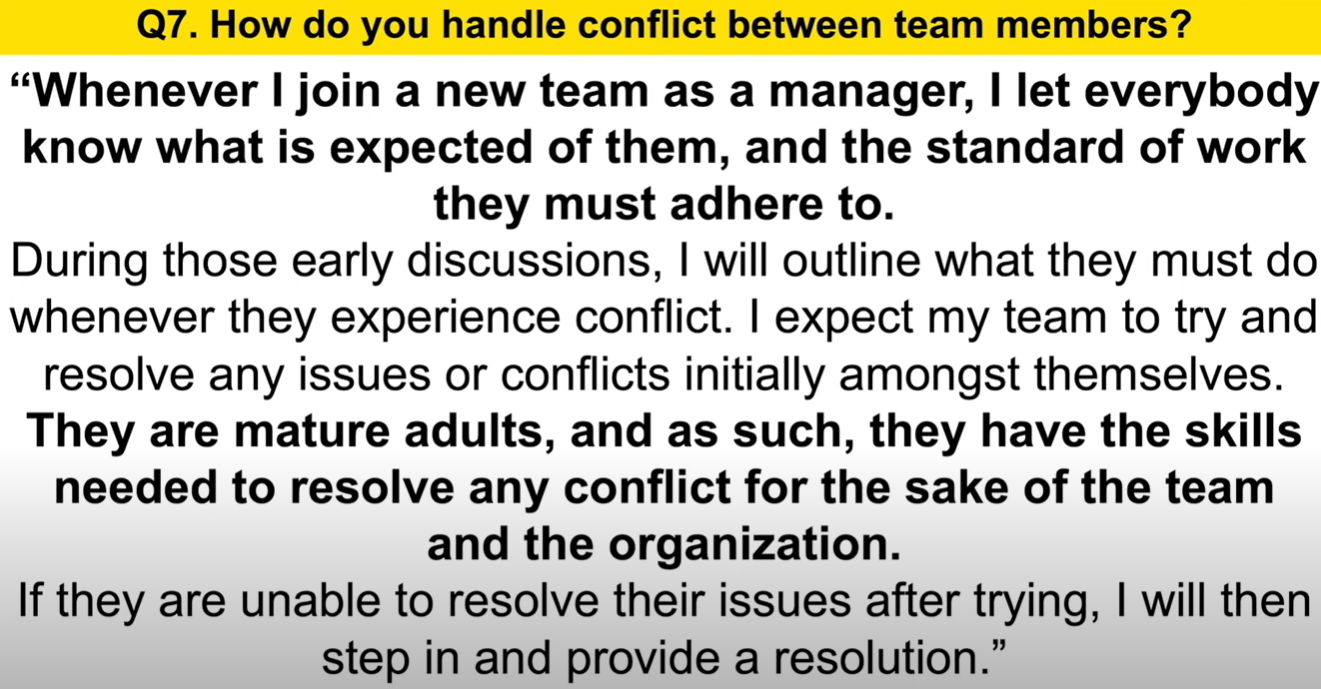 Q7. How do you handle conflict between team members?
“Whenever I join a new team as a manager, I let everybody
know what is expected of them, and the standard of work
they must adhere to.
During those early discussions, I will outline what they must do
whenever they experience conflict. I expect my team to try and
resolve any issues or conflicts initially amongst themselves.
They are mature adults, and as such, they have the skills
needed to resolve any conflict for the sake of the team
and the organization.
If they are unable to resolve their issues after trying, I will then
step in and provide a resolution.”